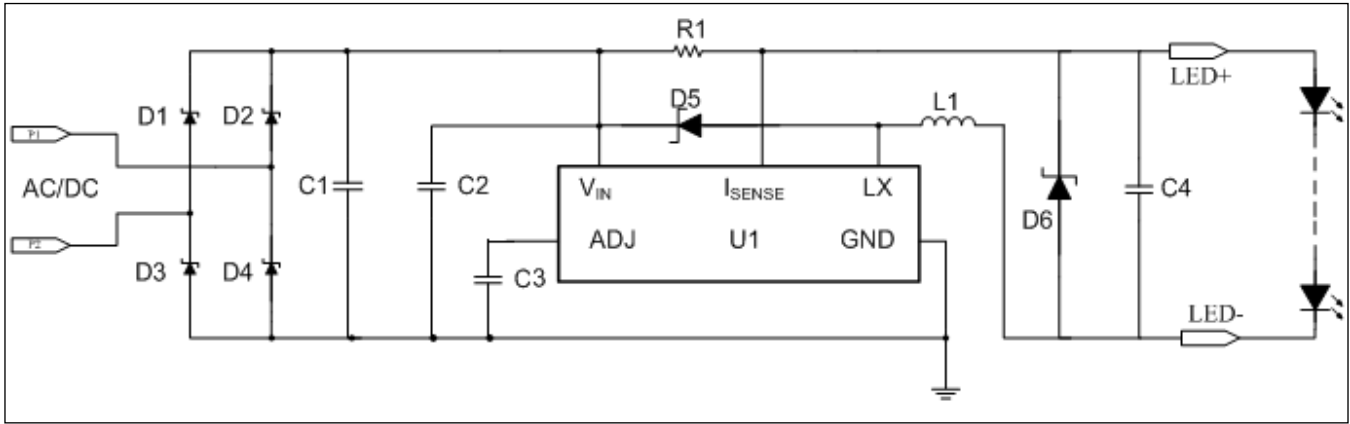 R1
LED+
D5
L1
D1
D2
P1
AC/DC
C1
C2
VIN
ISENSE
LX
C4
D6
P2
ADJ
U1
GND
D3
D4
C3
LED-